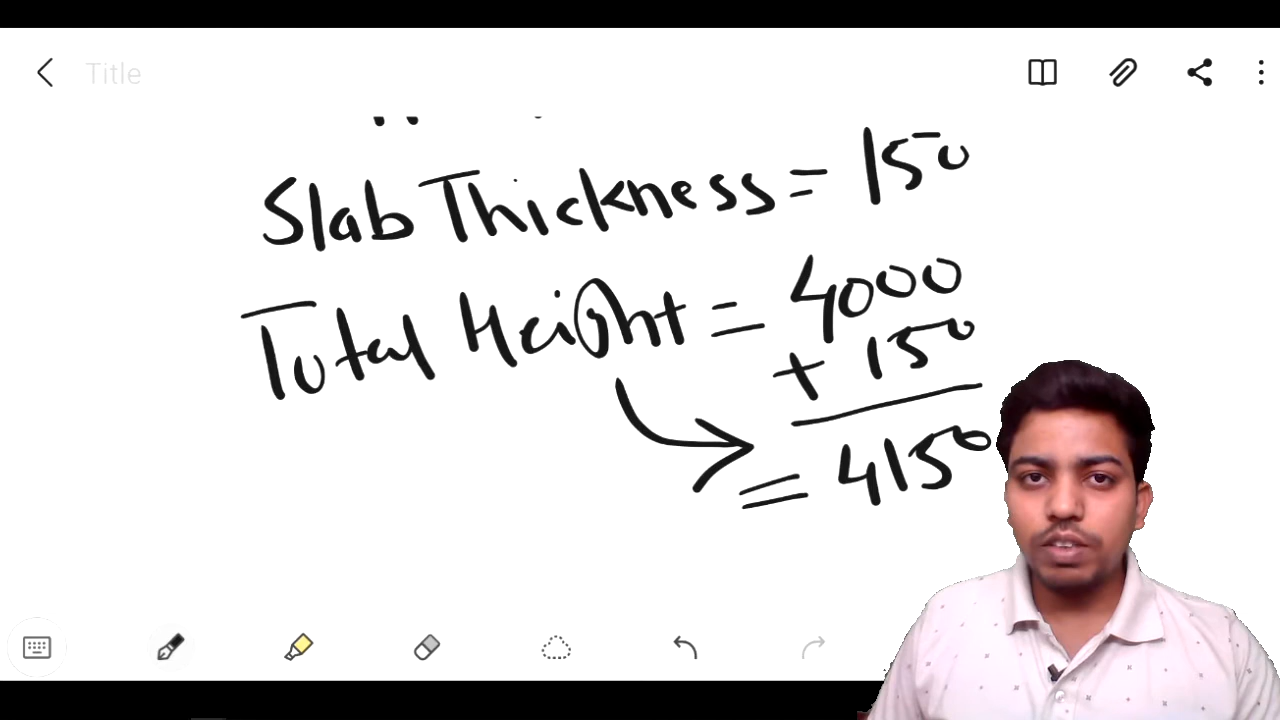 Title
Slab Thickness = 150
Total Height = 4000
+ 150
= 4150